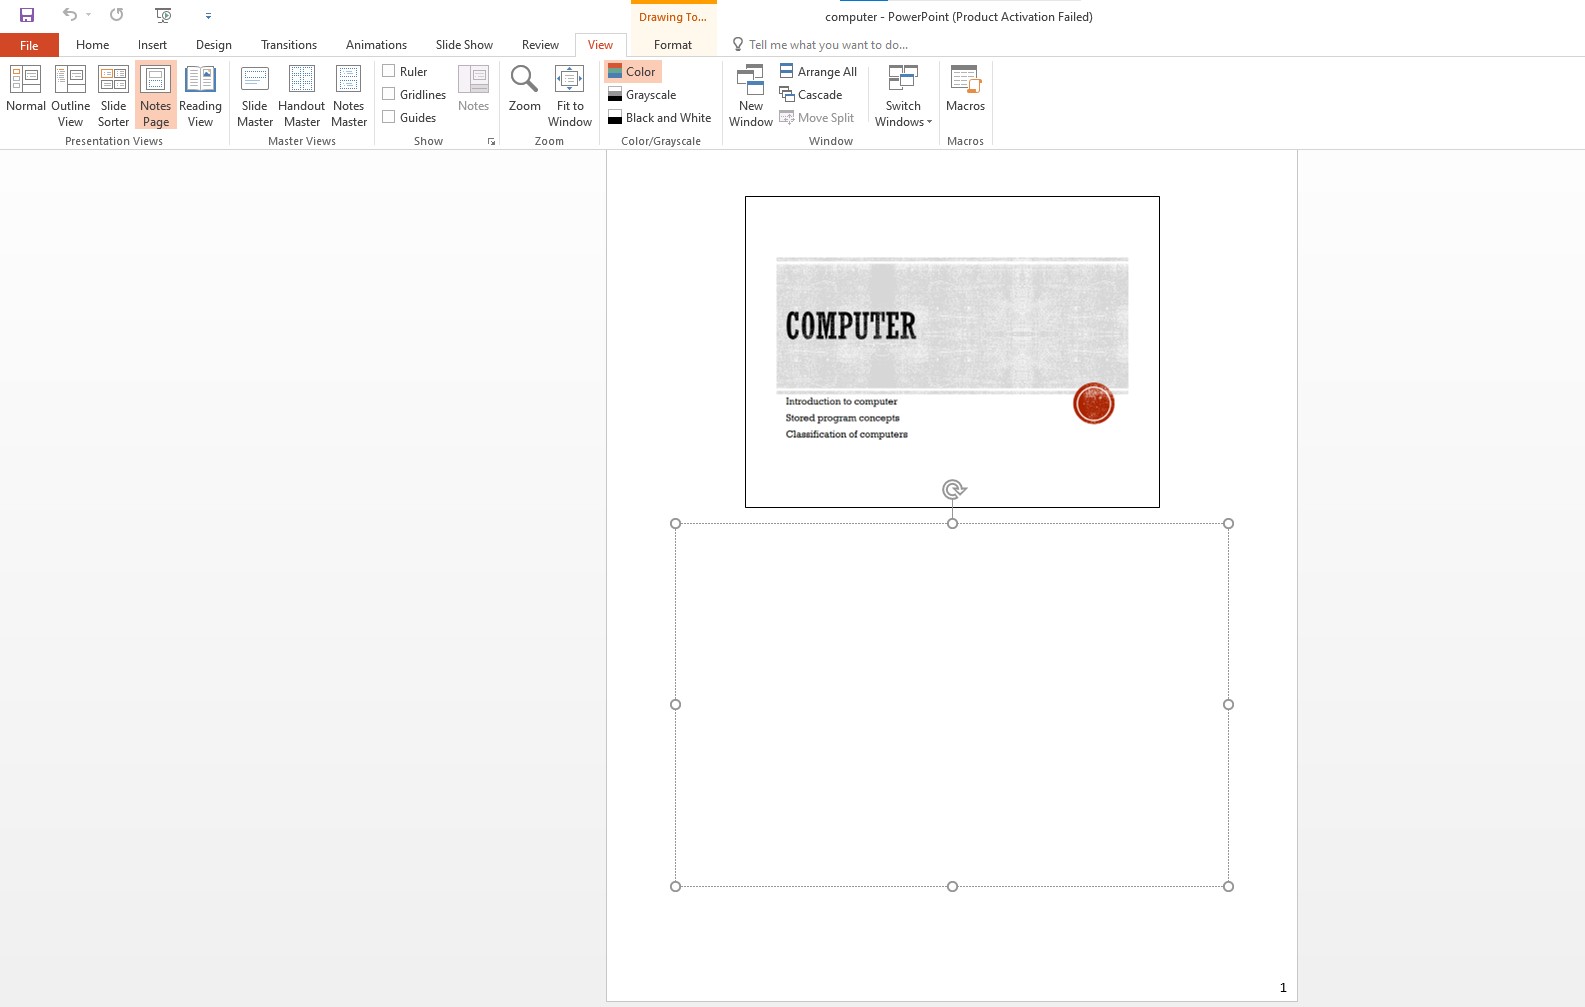 Drawing To...
computer - PowerPoint (Product Activation Failed)
File Home Insert Design Transitions Animations Slide Show Review View Format Tell me what you want to do...
Normal
Outline View
Slide Sorter
Notes Page
Reading View
Presentation Views
Slide Master
Handout Master
Notes Master
Master Views
Ruler
Gridlines
Guides
Notes
Show
Zoom
Fit to Window
Zoom
Color
Grayscale
Black and White
Color/Grayscale
New Window
Arrange All
Cascade
Move Split
Switch Windows
Window
Macros
Macros
COMPUTER
Introduction to computer
Stored program concepts
Classification of computers
1